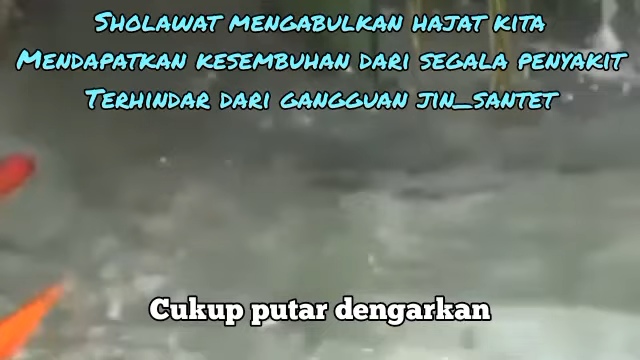 Sholawat mengabulkan hajat kita
Mendapatkan kesembuhan dari segala penyakit
Terhindar dari gangguan jin_santet
Cukup putar dengarkan